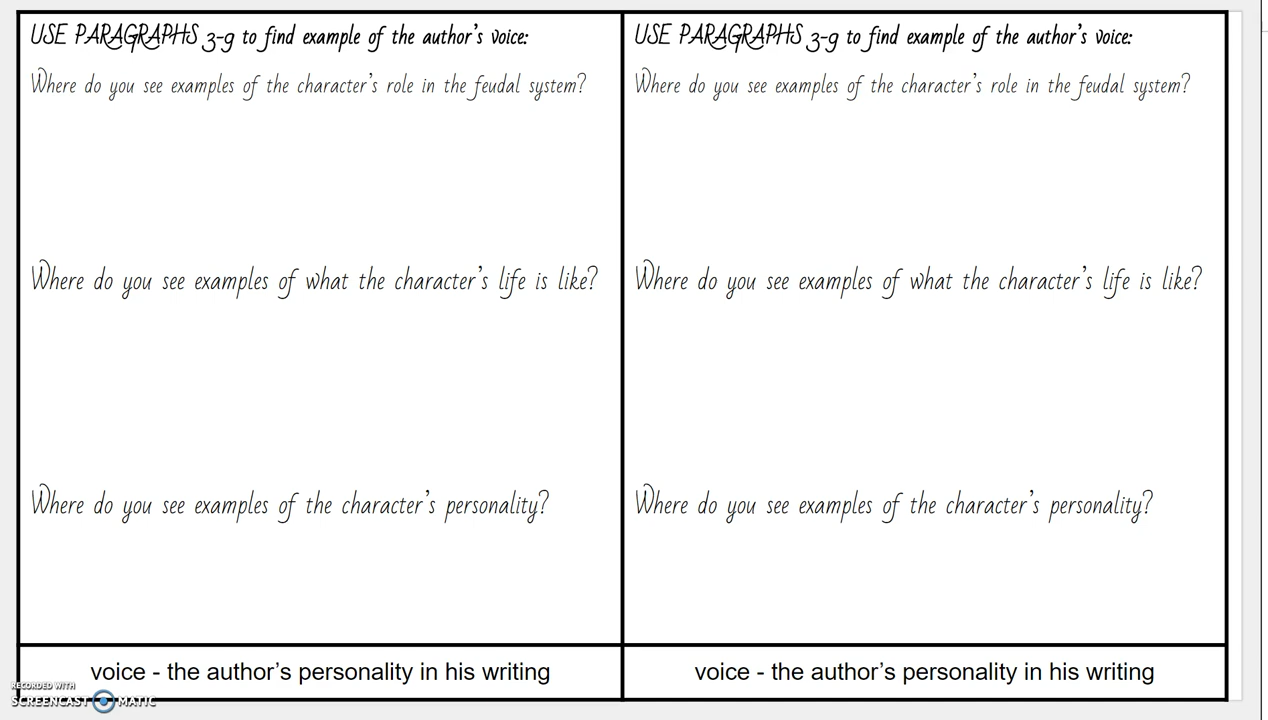 USE PARAGRAPHS 3-9 to find example of the author's voice:
Where do you see examples of the character's role in the feudal system?
Where do you see examples of what the character's life is like?
Where do you see examples of the character's personality?
voice - the author's personality in his writing
USE PARAGRAPHS 3-9 to find example of the author's voice:
Where do you see examples of the character's role in the feudal system?
Where do you see examples of what the character's life is like?
Where do you see examples of the character's personality?
voice - the author's personality in his writing
RECORDED WITH
SCREENCAST MATIC